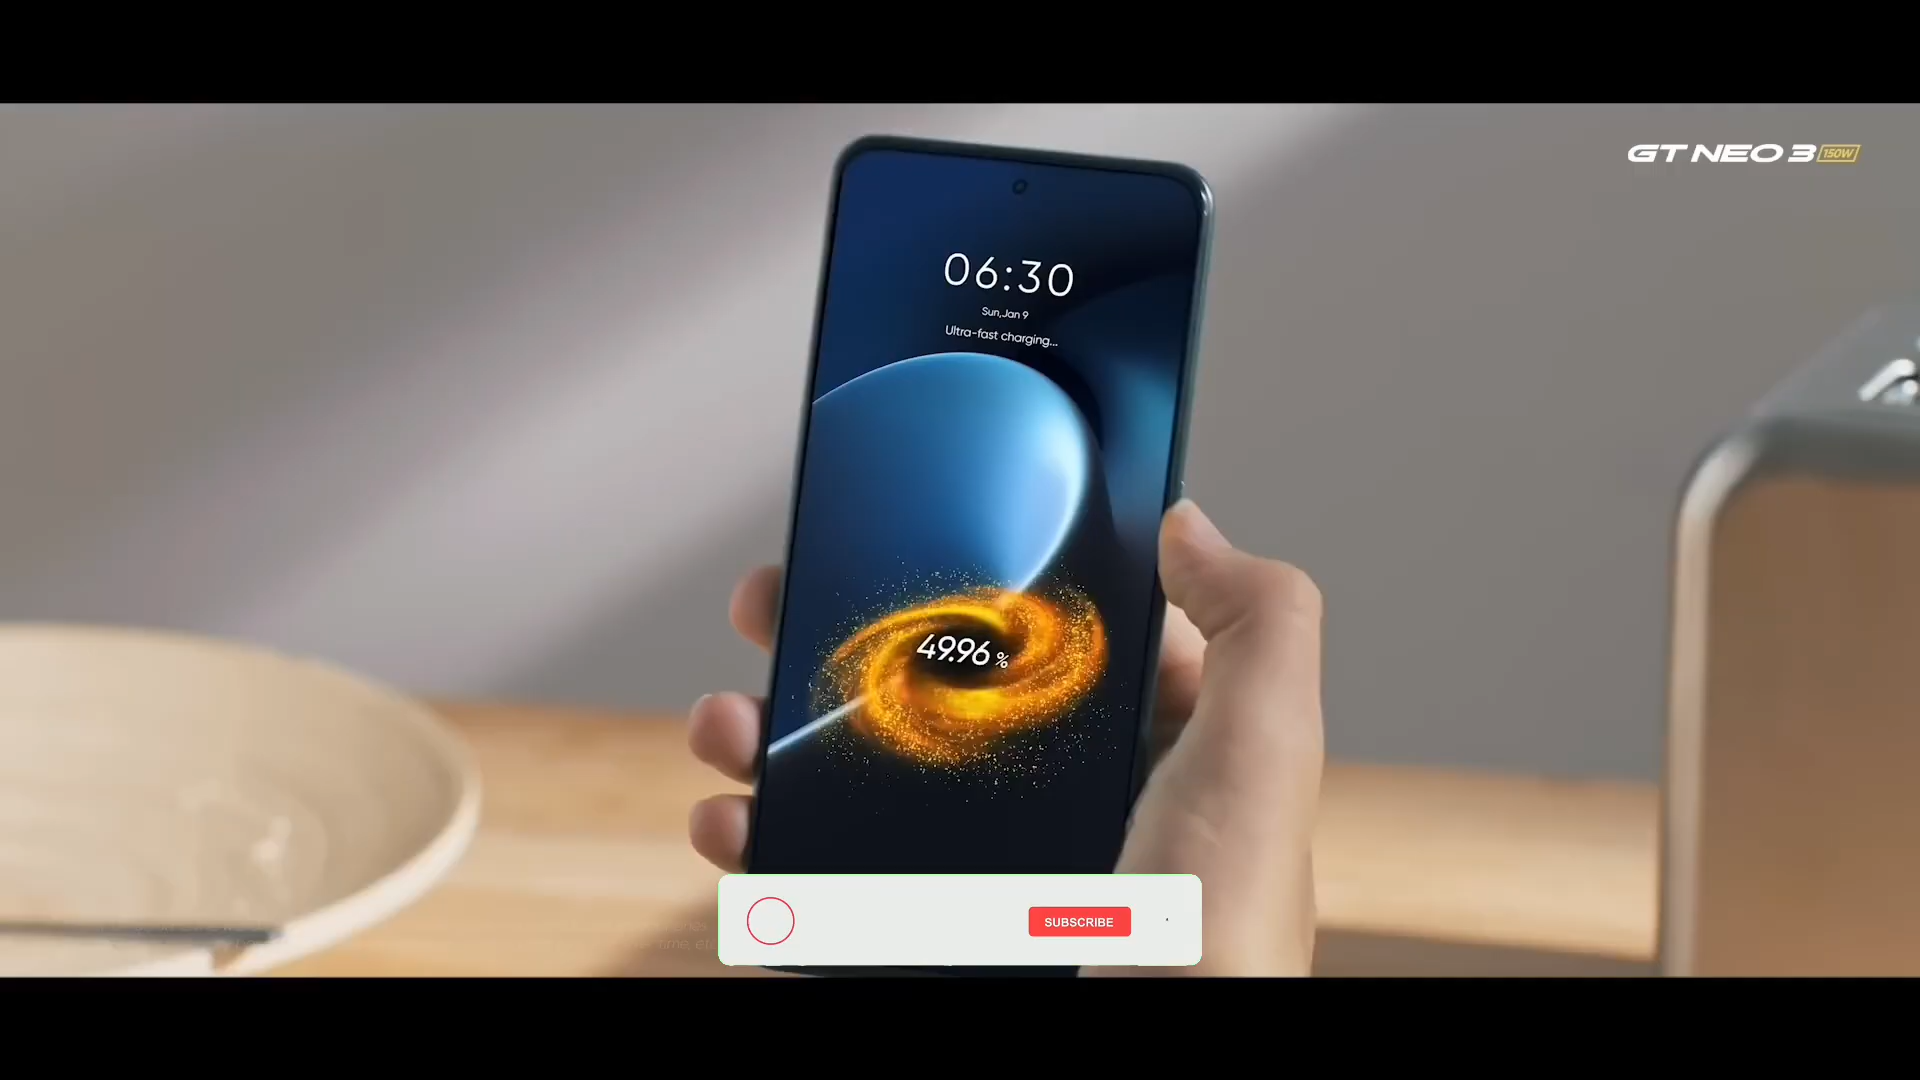 GT NEO 3 150W
06:30
Sun,Jan 9
Ultra-fast charging...
49.96 %
SUBSCRIBE